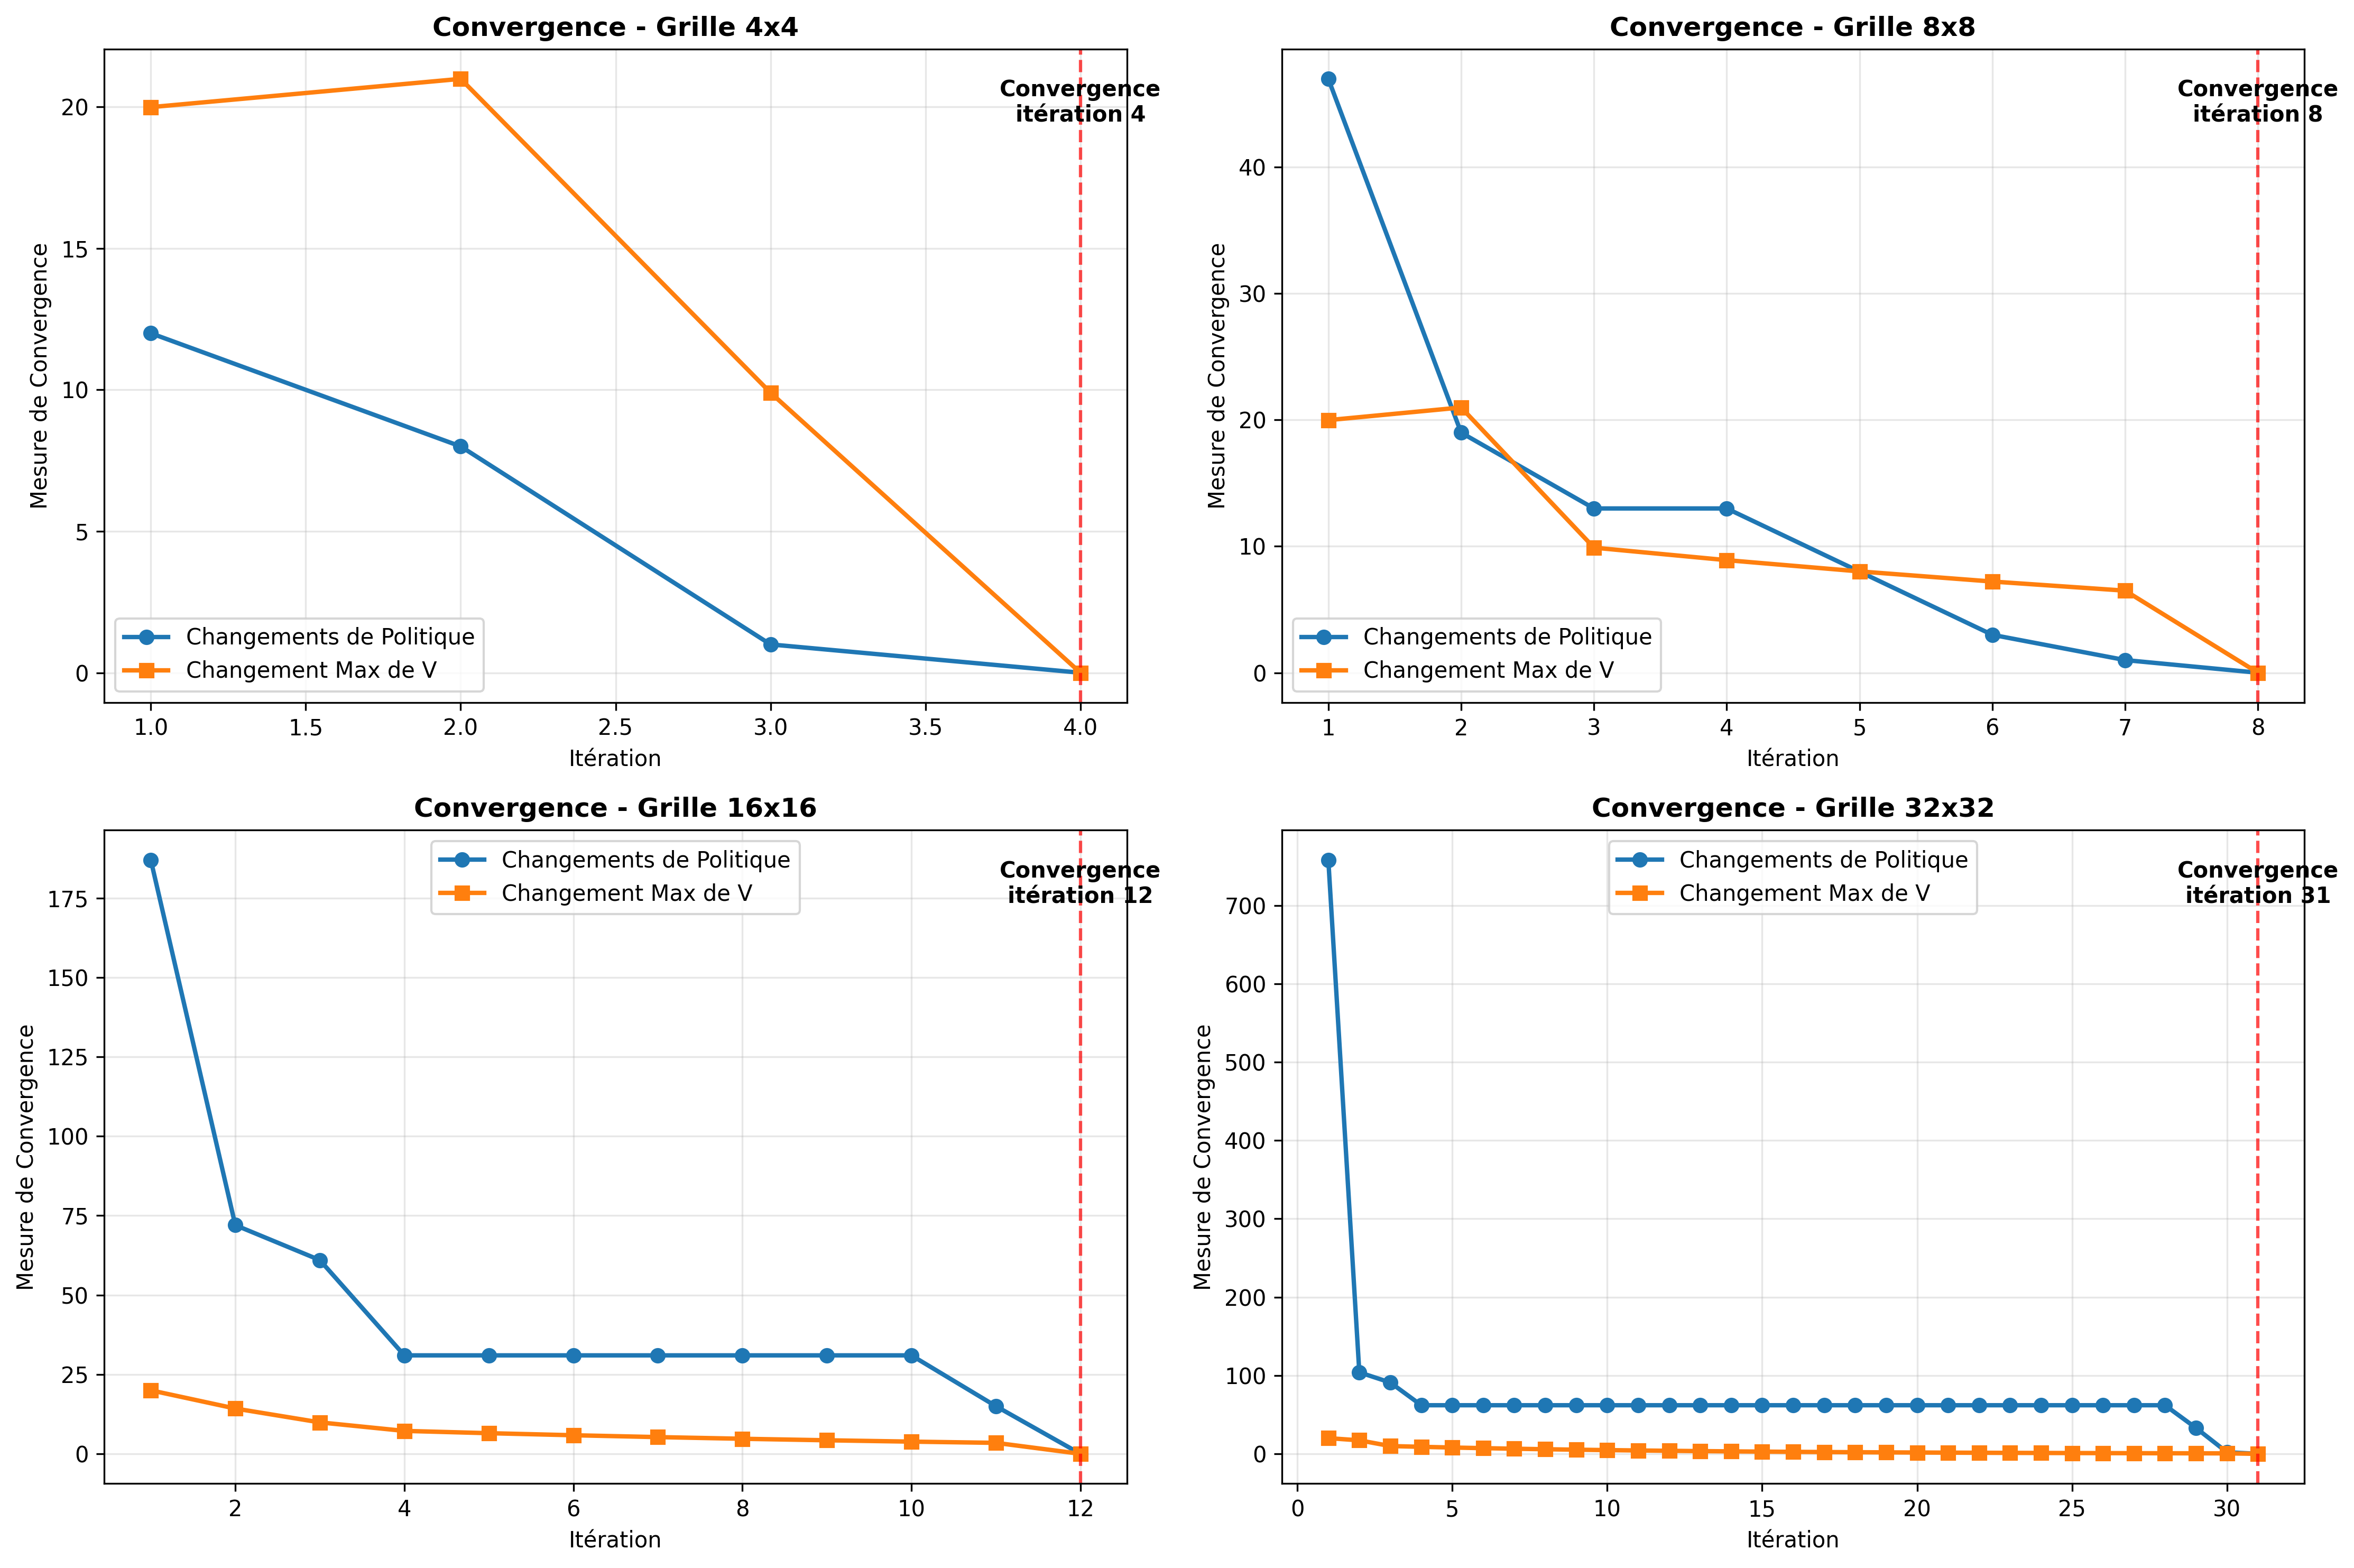 Convergence - Grille 4x4
Mesure de Convergence
20
15
10
5
0
Convergence
itération 4
Changements de Politique
Changement Max de V
1.0 1.5 2.0 2.5 3.0 3.5 4.0
Itération
Convergence - Grille 8x8
Mesure de Convergence
40
30
20
10
0
Convergence
itération 8
Changements de Politique
Changement Max de V
1 2 3 4 5 6 7 8
Itération
Convergence - Grille 16x16
Mesure de Convergence
175
150
125
100
75
50
25
0
Changements de Politique
Changement Max de V
Convergence
itération 12
2 4 6 8 10 12
Itération
Convergence - Grille 32x32
Mesure de Convergence
700
600
500
400
300
200
100
0
Changements de Politique
Changement Max de V
Convergence
itération 31
0 5 10 15 20 25 30
Itération